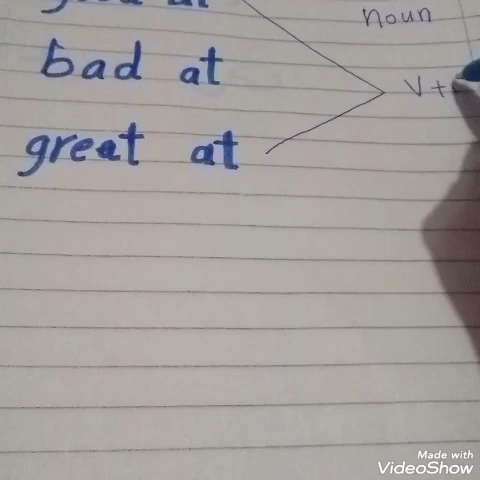 noun
bad at
V+
great at
Made with
VideoShow